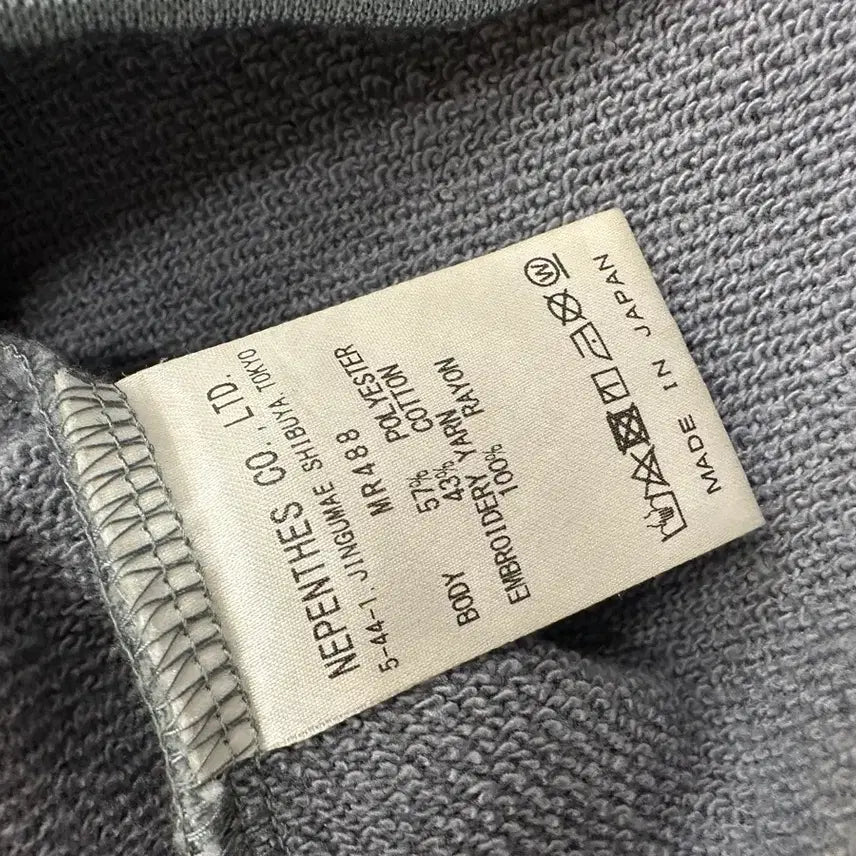 NEPENTHES CO., LTD.
5-44-1, JINGUMAE SHIBUYA TOKYO
MR488
BODY 57% POLYESTER
43% COTTON
EMBROIDERY YARN
100% RAYON
W
MADE IN JAPAN